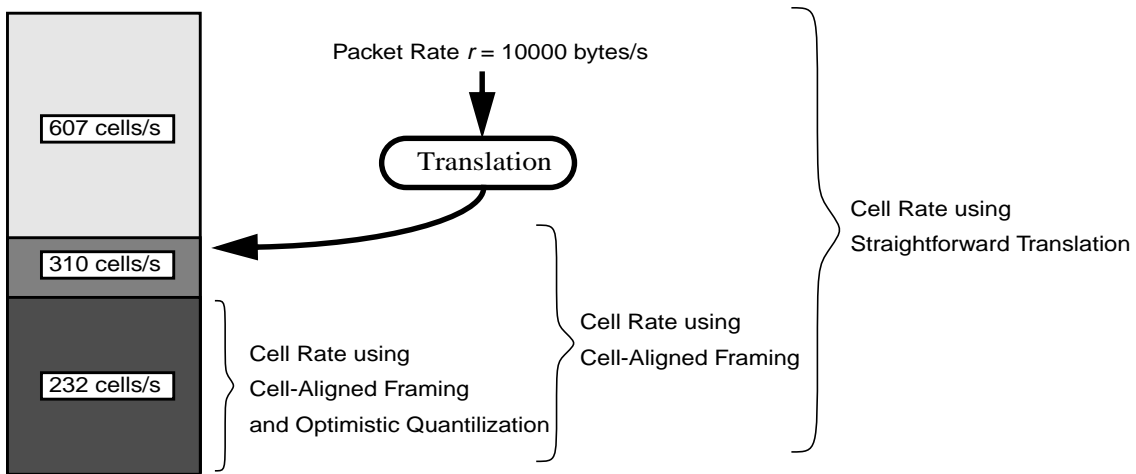 Packet Rate r = 10000 bytes/s
607 cells/s
Translation
Cell Rate using
Straightforward Translation
310 cells/s
Cell Rate using
Cell-Aligned Framing
Cell Rate using
Cell-Aligned Framing
and Optimistic Quantilization
232 cells/s